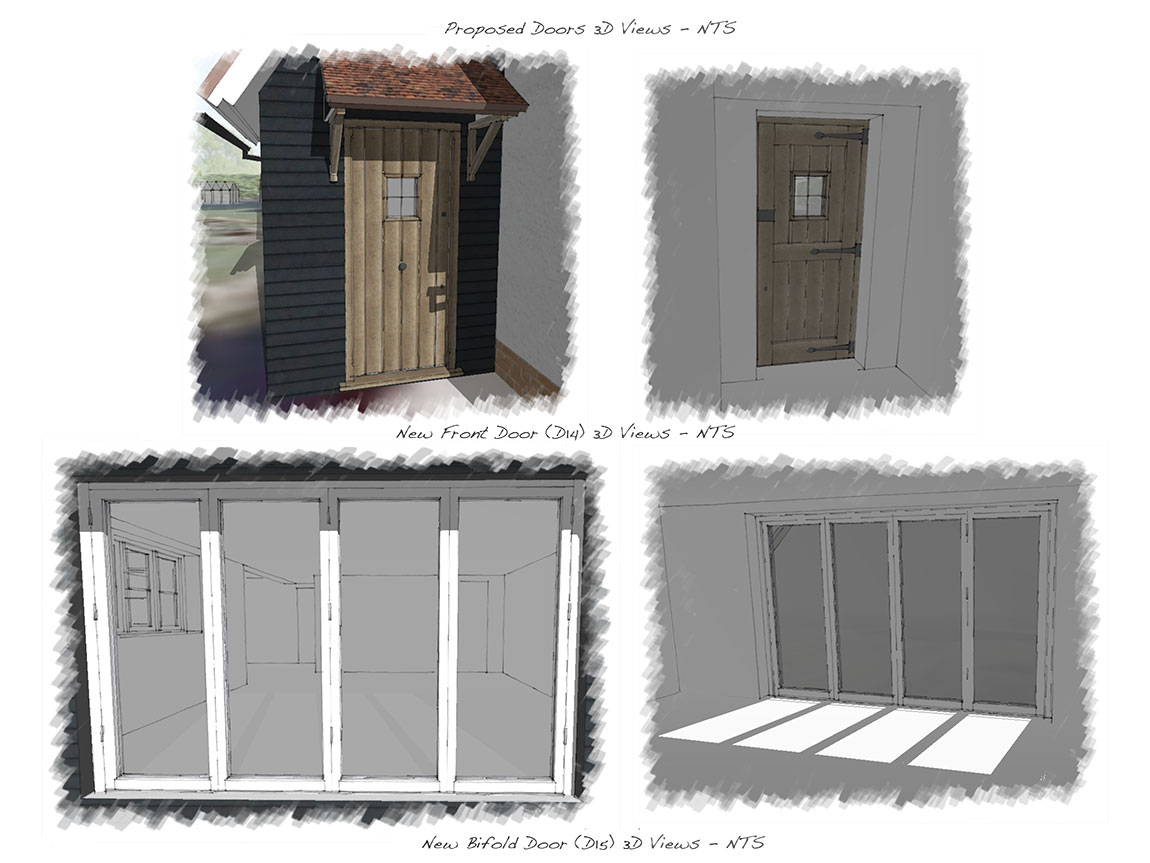 Proposed Doors 3D Views - NTS
New Front Door (D14) 3D Views - NTS
New Bifold Door (D15) 3D Views - NTS